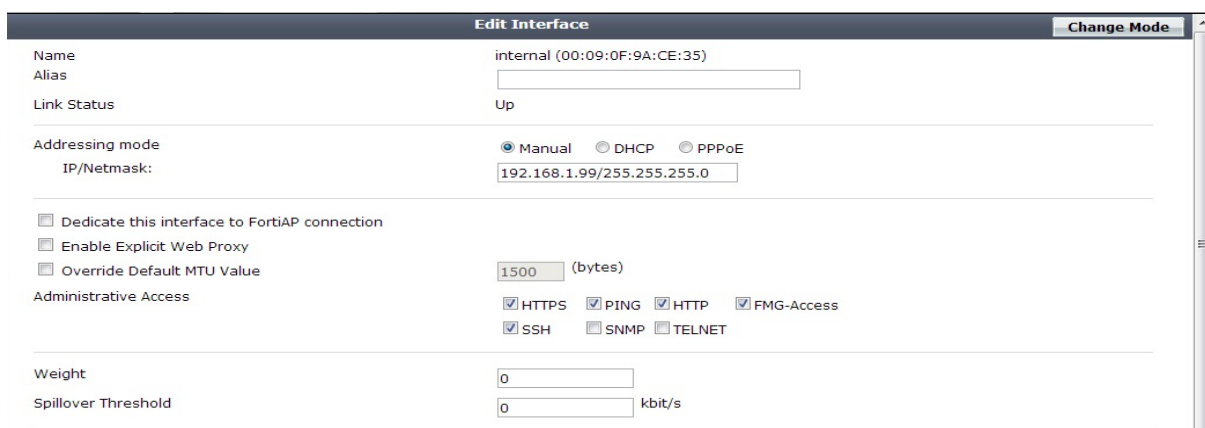 Edit Interface Change Mode
Name internal (00:09:0F:9A:CE:35)
Alias
Link Status Up
Addressing mode Manual DHCP PPPoE
IP/Netmask: 192.168.1.99/255.255.255.0
Dedicate this interface to FortiAP connection
Enable Explicit Web Proxy
Override Default MTU Value 1500 (bytes)
Administrative Access HTTPS PING HTTP FMG-Access
SSH SNMP TELNET
Weight 0
Spillover Threshold 0 kbit/s